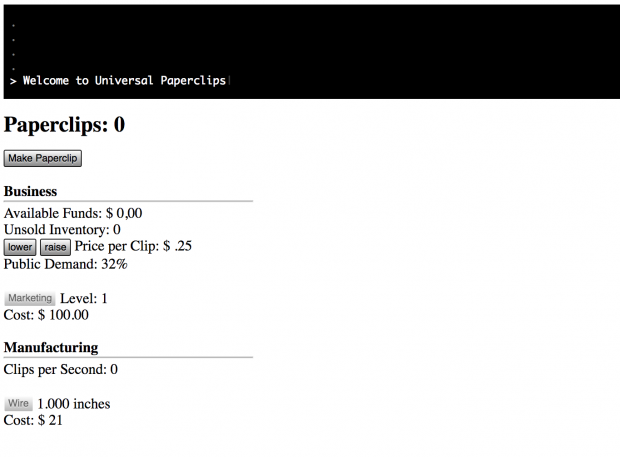 .
.
.
.
> Welcome to Universal Paperclips
Paperclips: 0
Make Paperclip
Business
Available Funds: $ 0,00
Unsold Inventory: 0
lower raise Price per Clip: $ .25
Public Demand: 32%
Marketing Level: 1
Cost: $ 100.00
Manufacturing
Clips per Second: 0
Wire 1.000 inches
Cost: $ 21